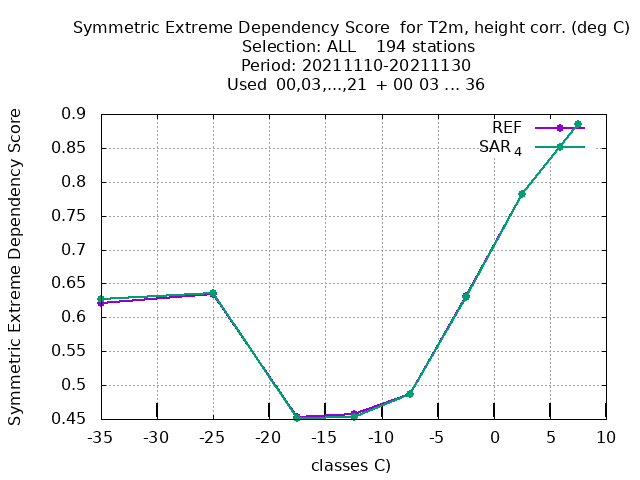 Symmetric Extreme Dependency Score  for T2m, height corr. (deg C)
Selection: ALL    194 stations
Period: 20211110-20211130
Used  00,03,...,21  + 00 03 ... 36
Symmetric Extreme Dependency Score
0.9
0.85
0.8
0.75
0.7
0.65
0.6
0.55
0.5
0.45
REF
SAR 4
-35 -30 -25 -20 -15 -10 -5 0 5 10
classes C)